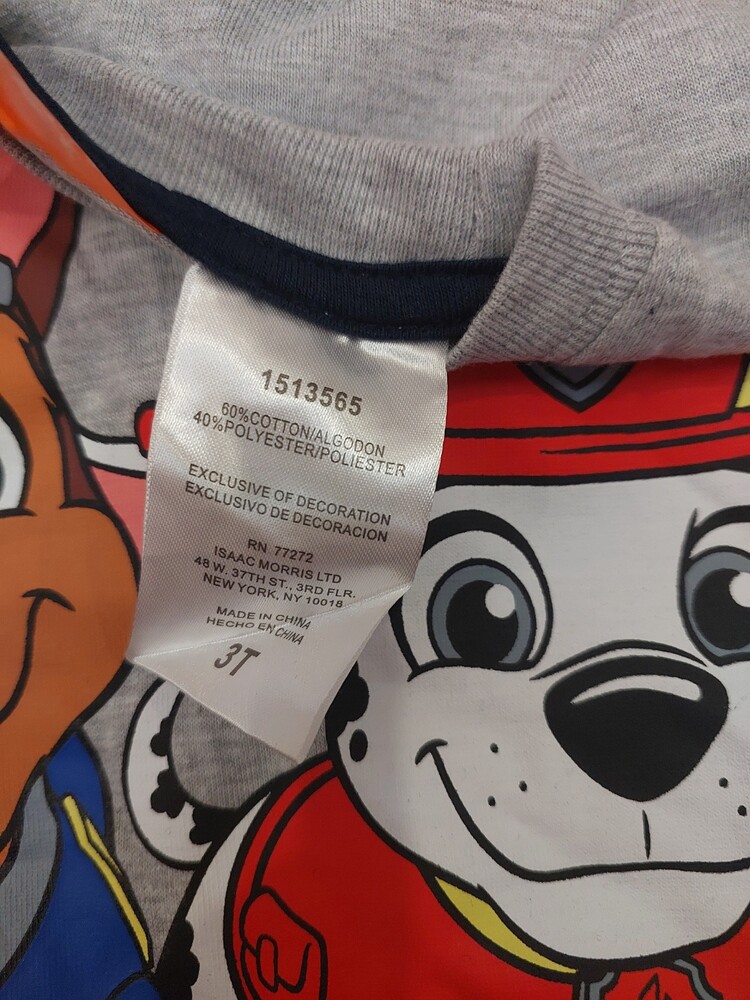 1513565
60%COTTON/ALGODON
40%POLYESTER/POLIESTER
EXCLUSIVE OF DECORATION
EXCLUSIVO DE DECORACION
RN 77272
ISAAC MORRIS LTD
48 W. 37TH ST., 3RD FLR.
NEW YORK, NY 10018
MADE IN CHINA
HECHO EN CHINA
3T